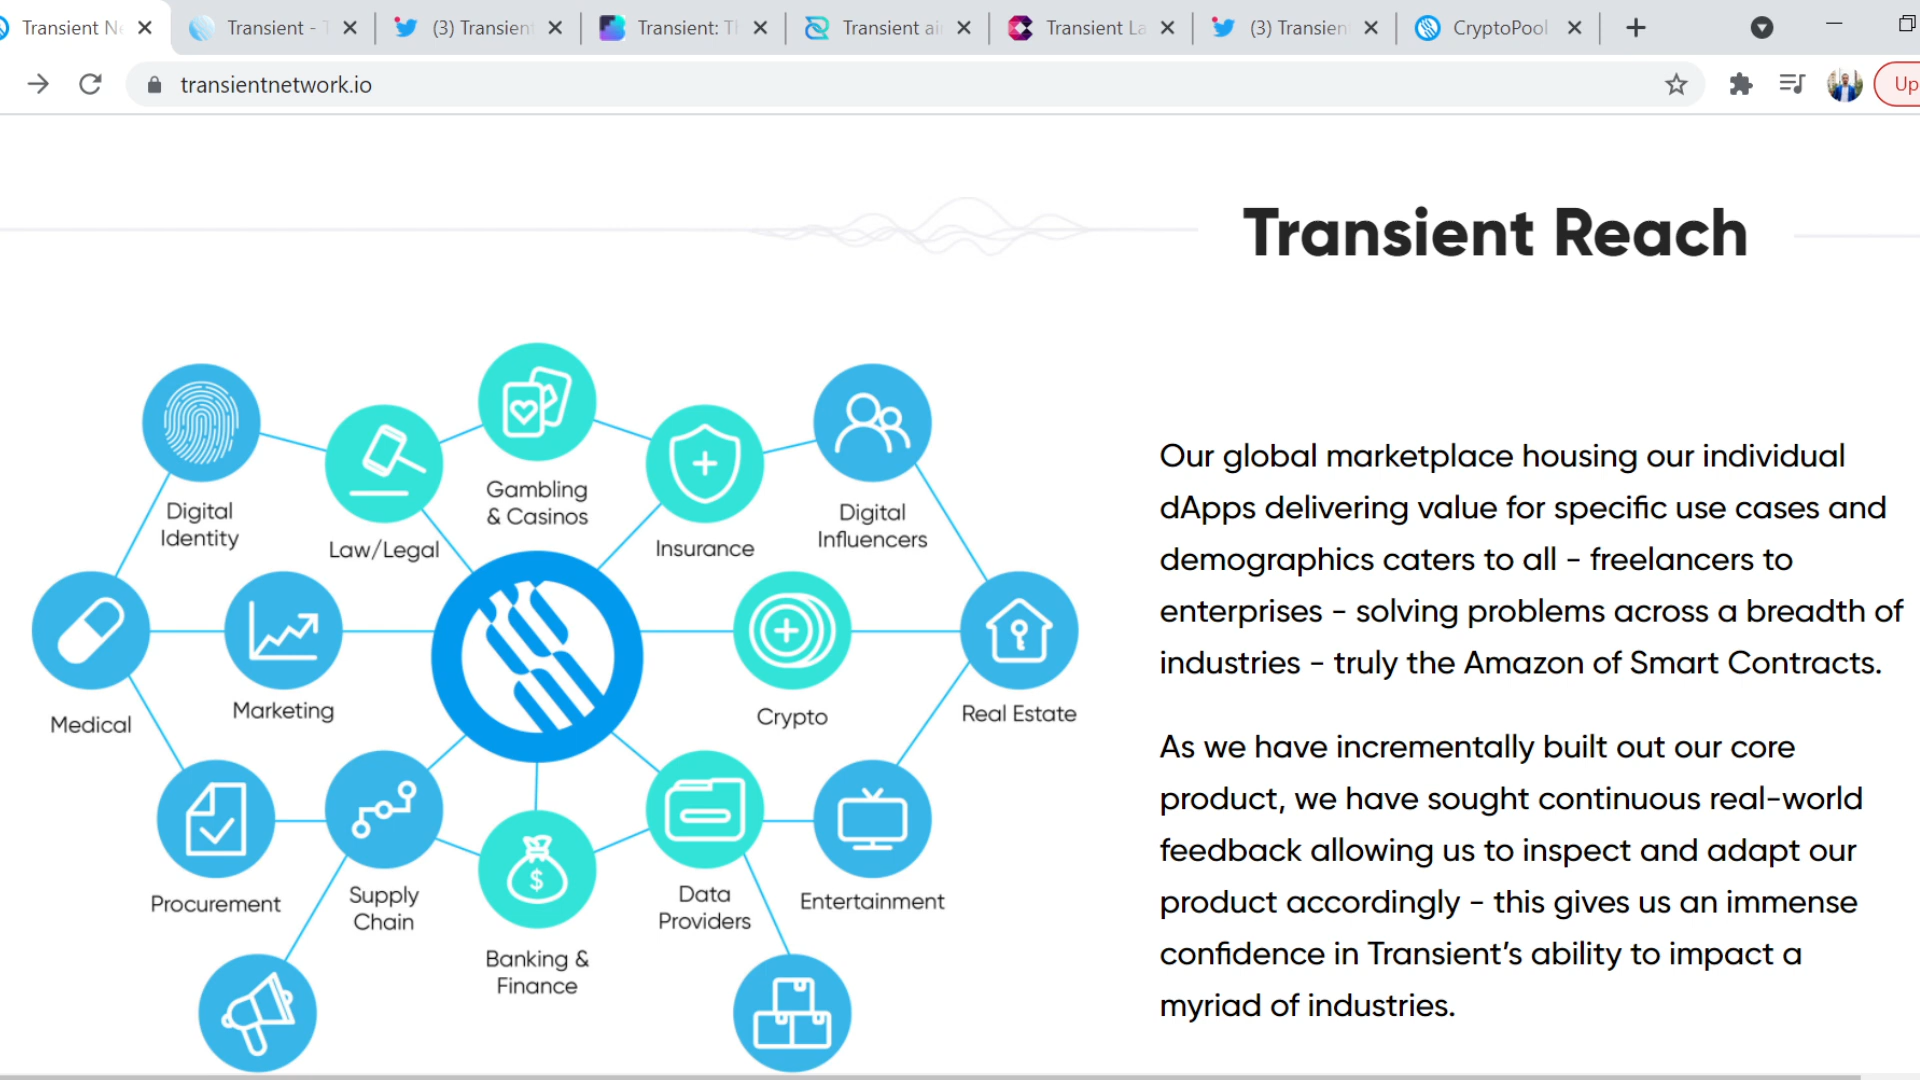 Transient N
Transient - T
(3) Transien
Transient: T
Transient ai
Transient La
(3) Transien
CryptoPool
transientnetwork.io
Up
Transient Reach
Digital
Identity
Law/Legal
Gambling
& Casinos
Insurance
Digital
Influencers
Medical
Marketing
Crypto
Real Estate
Procurement
Supply
Chain
$
Banking &
Finance
Data
Providers
Entertainment
Our global marketplace housing our individual
dApps delivering value for specific use cases and
demographics caters to all - freelancers to
enterprises - solving problems across a breadth of
industries - truly the Amazon of Smart Contracts.
As we have incrementally built out our core
product, we have sought continuous real-world
feedback allowing us to inspect and adapt our
product accordingly - this gives us an immense
confidence in Transient's ability to impact a
myriad of industries.